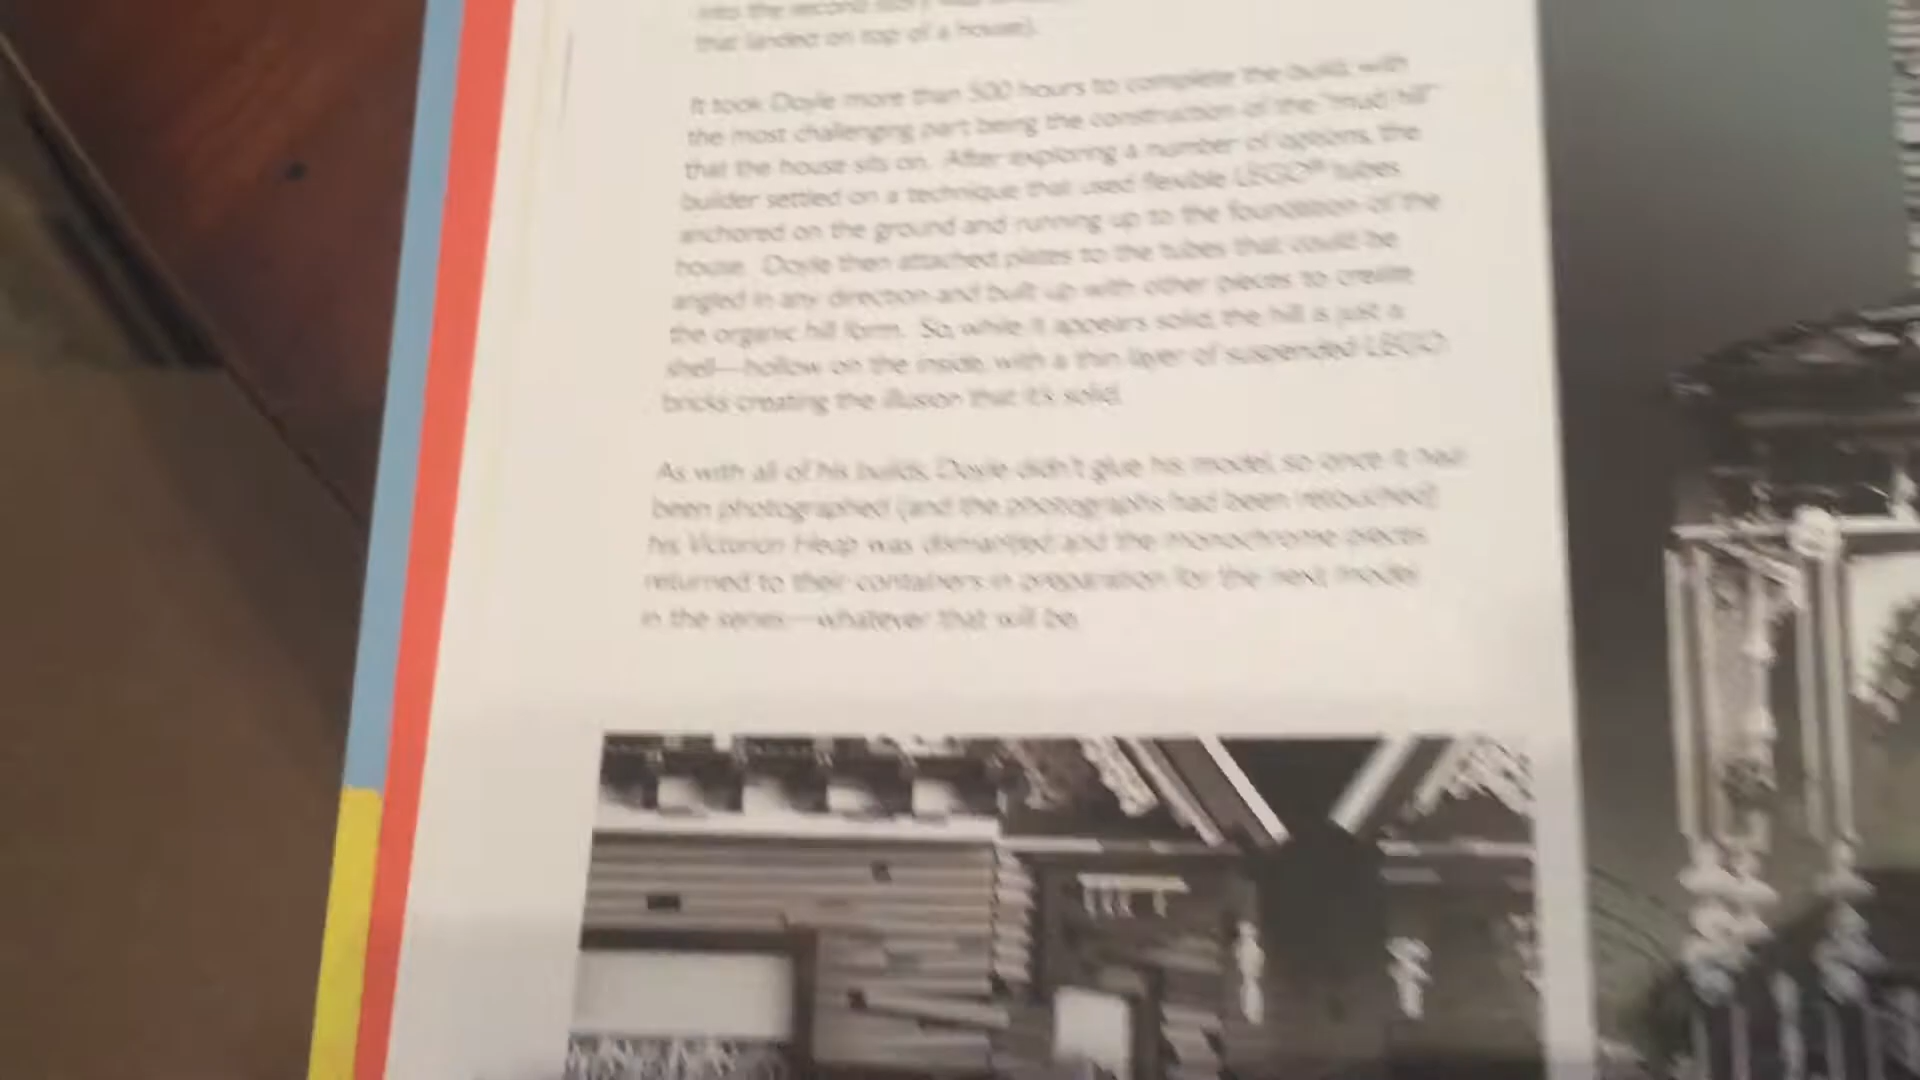 into the second story was
that landed on top of a house).
It took Doyle more than 500 hours to complete the build, with
the most challenging part being the construction of the "mud hill"
that the house sits on. After exploring a number of options, the
builder settled on a technique that used flexible LEGO® tubes
anchored on the ground and running up to the foundation of the
house. Doyle then attached plates to the tubes that could be
angled in any direction and built up with other pieces to create
the organic hill form. So, while it appears solid, the hill is just a
shell—hollow on the inside, with a thin layer of suspended LEGO
bricks creating the illusion that it's solid.
As with all of his builds, Doyle didn't glue his model, so once it had
been photographed (and the photographs had been retouched)
his Victorian Heap was dismantled and the monochrome pieces
returned to their containers in preparation for the next model
in the series—whatever that will be.